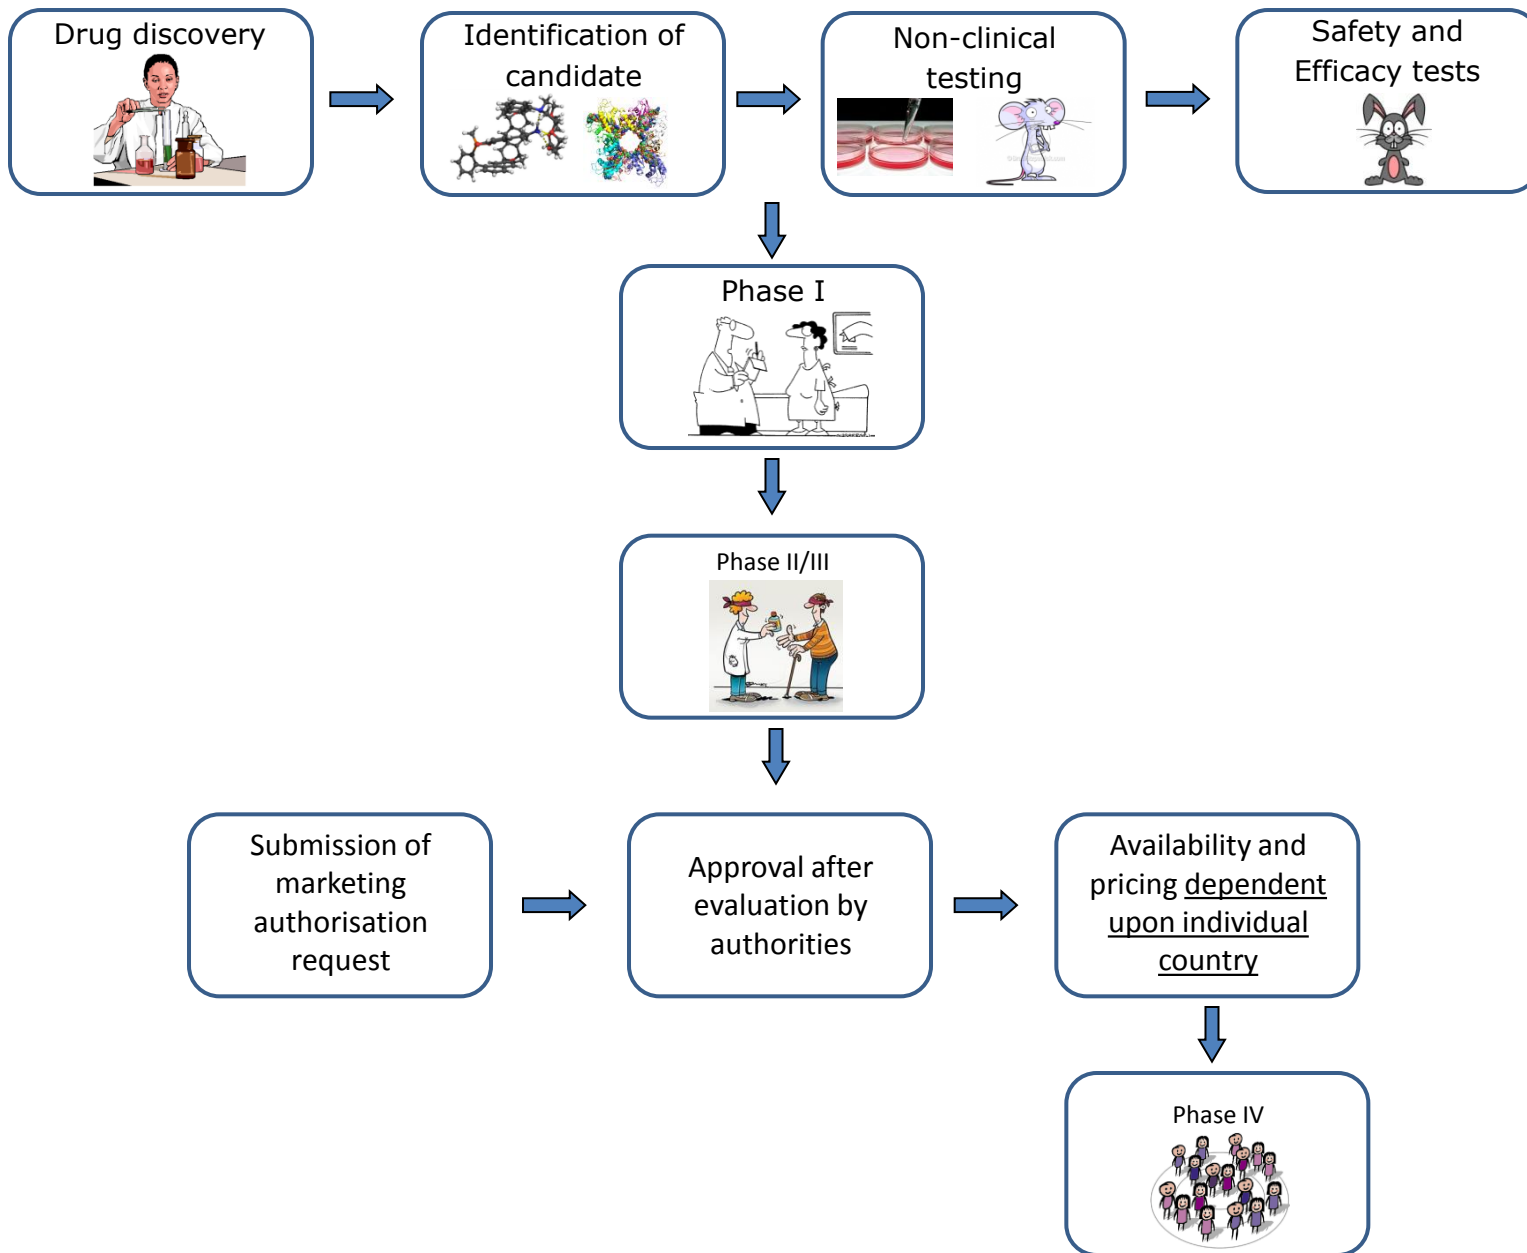 Drug discovery
Identification of
candidate
Non-clinical
testing
Safety and
Efficacy tests
Phase I
Phase II/III
Submission of
marketing
authorisation
request
Approval after
evaluation by
authorities
Availability and
pricing dependent
upon individual
country
Phase IV